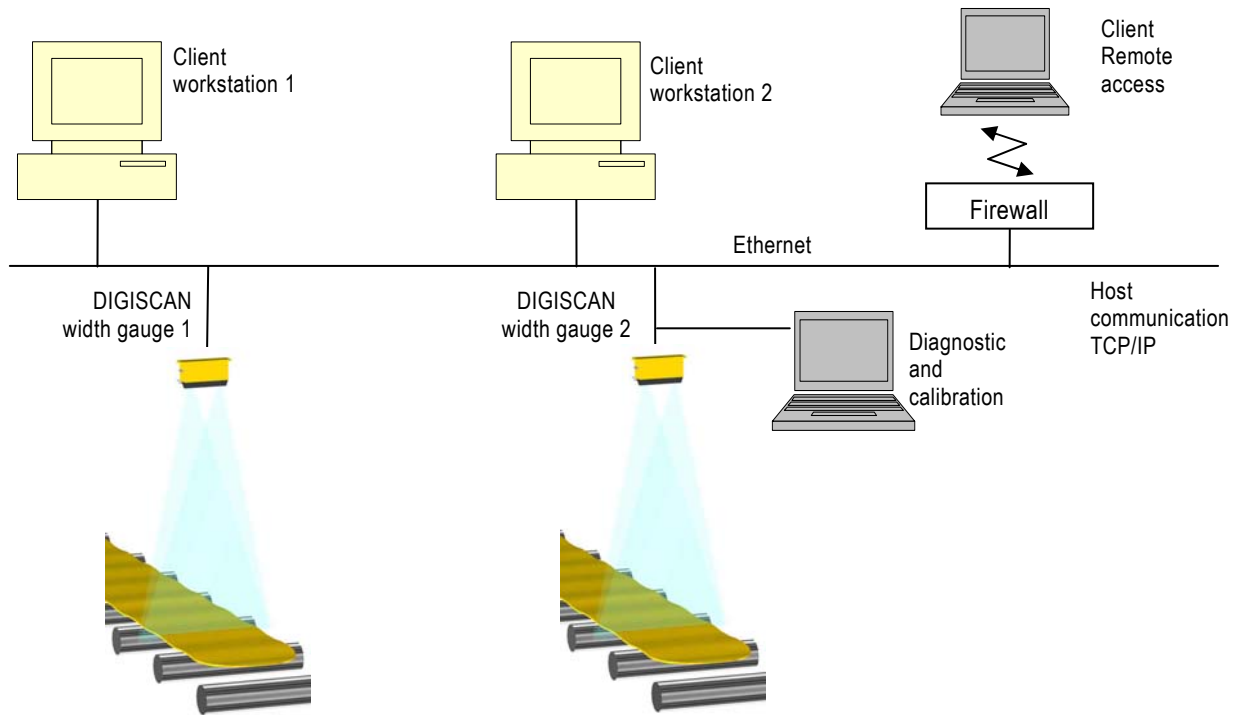 Client
workstation 1
Client
workstation 2
Client
Remote
access
Firewall
Ethernet
DIGISCAN
width gauge 1
DIGISCAN
width gauge 2
Host
communication
TCP/IP
Diagnostic
and
calibration